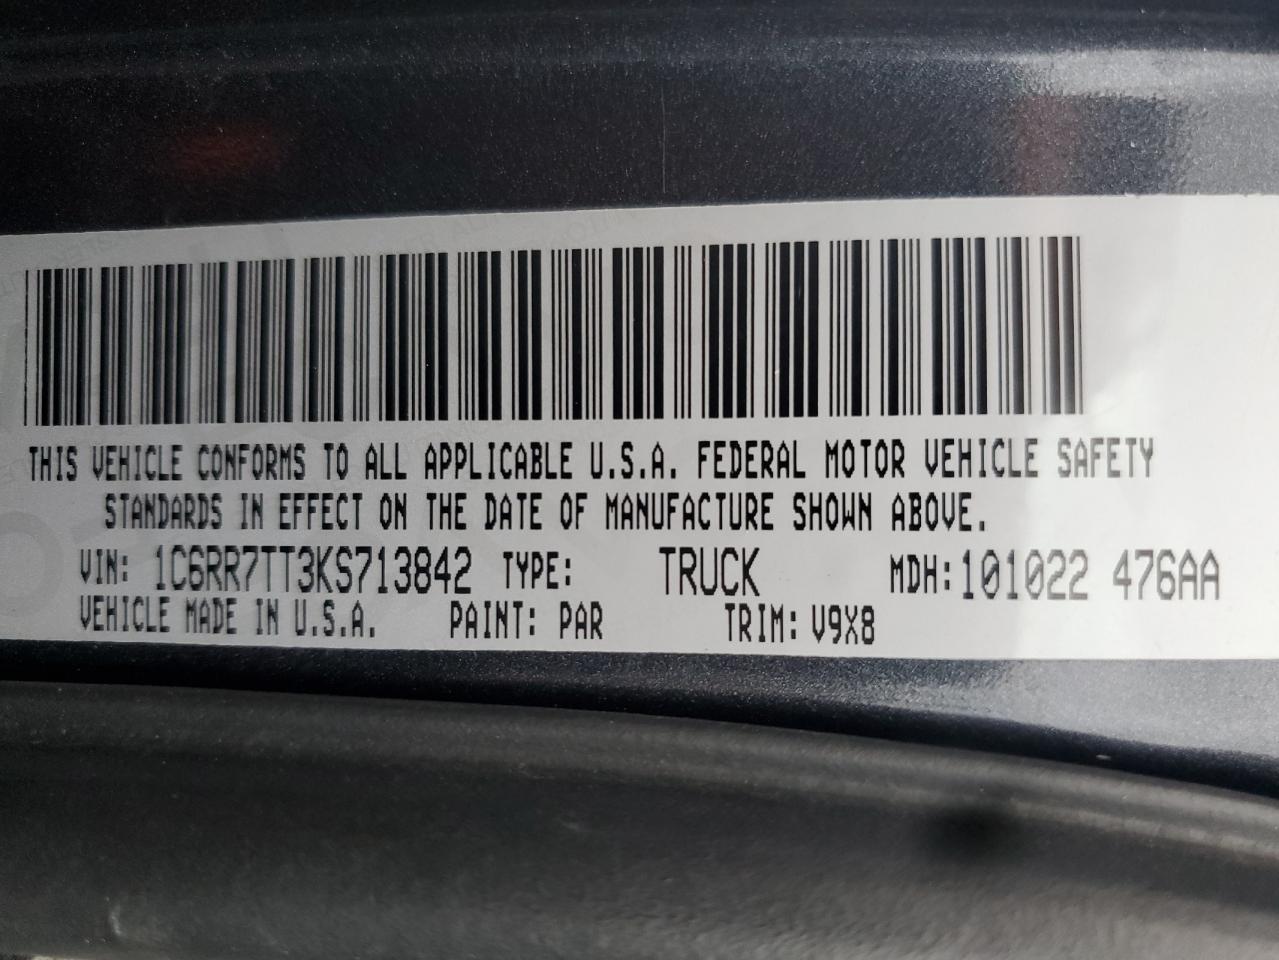 THIS VEHICLE CONFORMS TO ALL APPLICABLE U.S.A. FEDERAL MOTOR VEHICLE SAFETY
STANDARDS IN EFFECT ON THE DATE OF MANUFACTURE SHOWN ABOVE.
VIN: 1C6RR7TT3KS713842 TYPE: TRUCK MDH:101022 476AA
VEHICLE MADE IN U.S.A. PAINT: PAR TRIM: V9X8